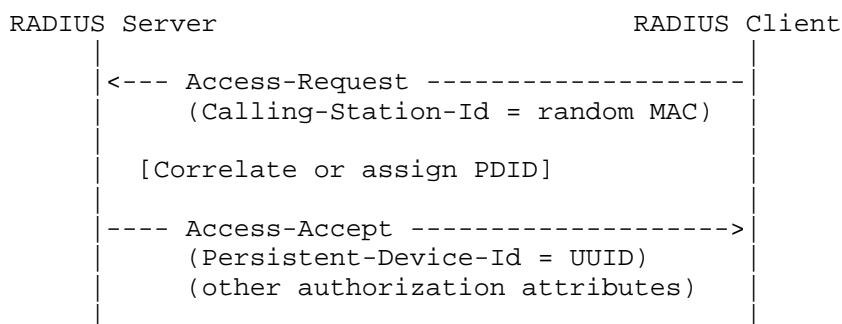 RADIUS Server                          RADIUS Client
     |                                         |
     |<--- Access-Request --------------------|
     |     (Calling-Station-Id = random MAC)  |
     |                                         |
     |  [Correlate or assign PDID]             |
     |                                         |
     |---- Access-Accept -------------------->|
     |     (Persistent-Device-Id = UUID)       |
     |     (other authorization attributes)    |
     |                                         |